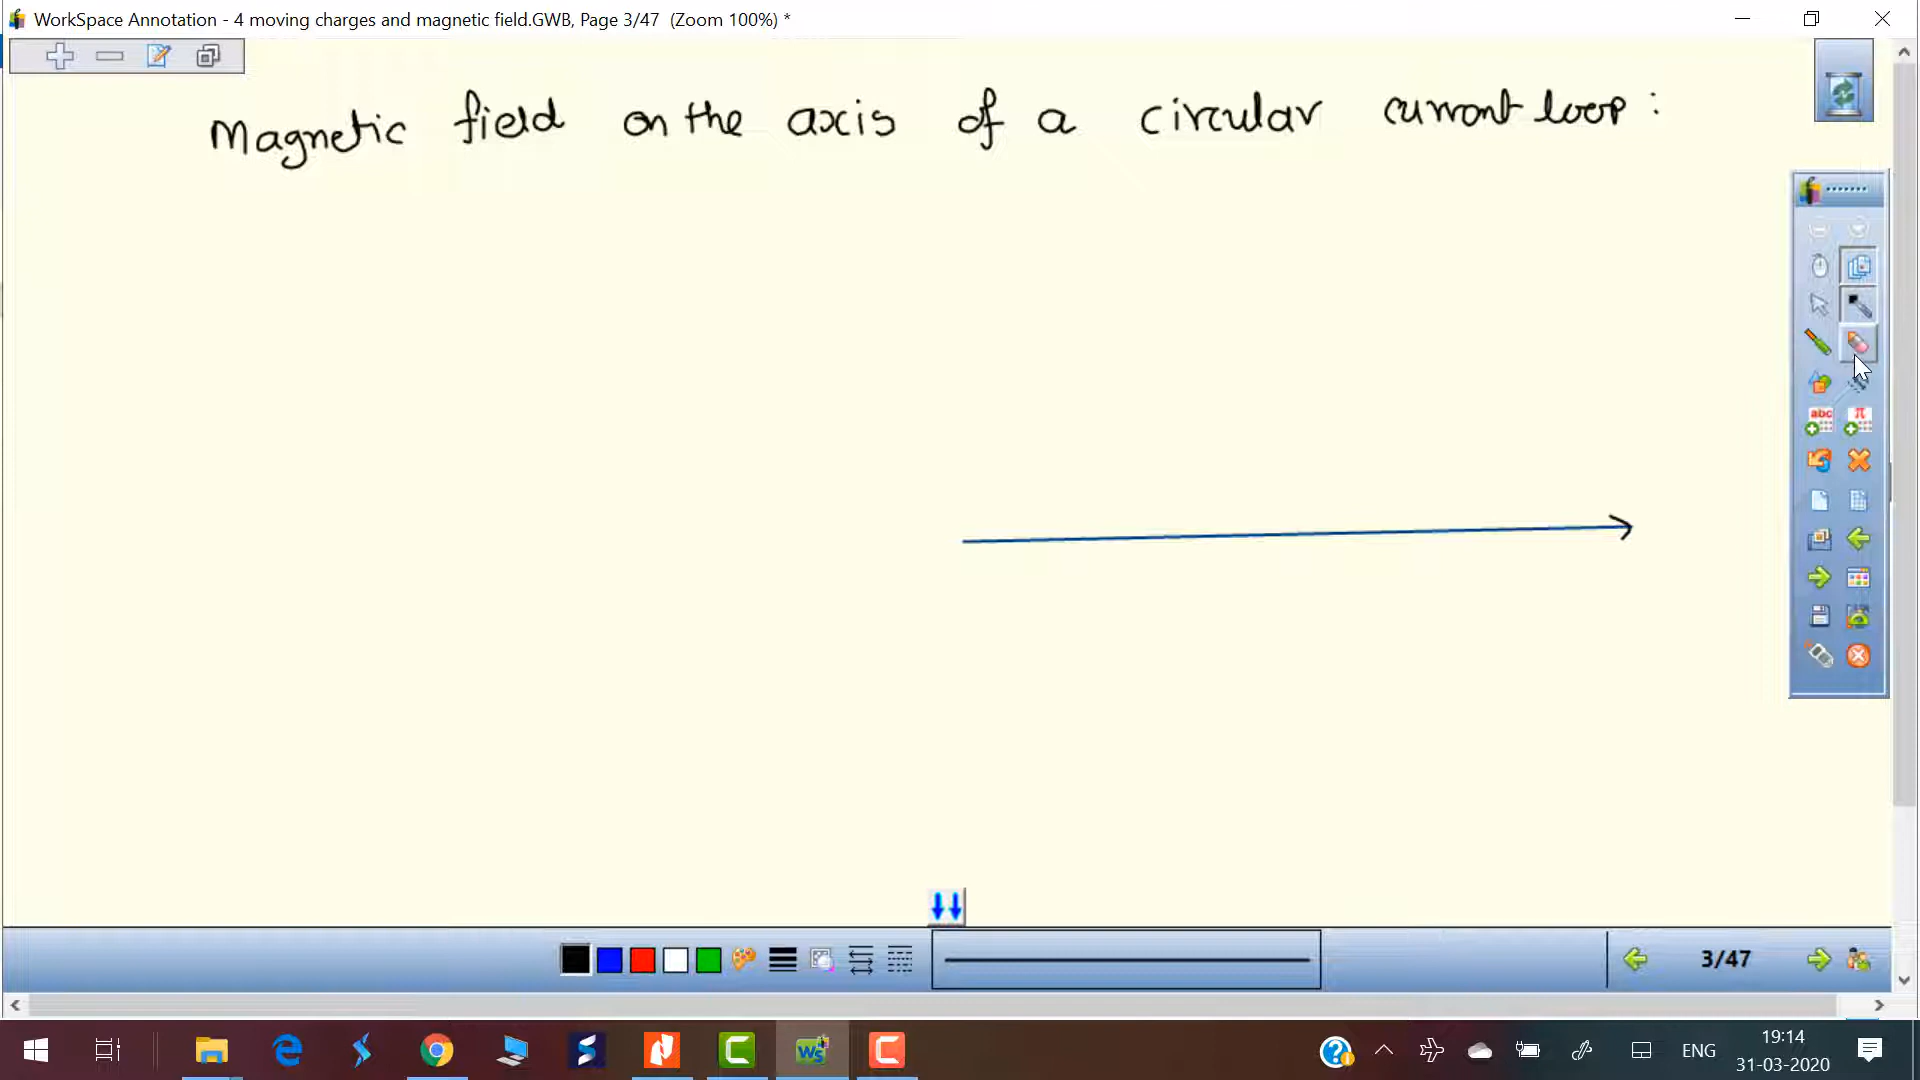 WorkSpace Annotation - 4 moving charges and magnetic field.GWB, Page 3/47 (Zoom 100%) *
Magnetic field on the axis of a circular current loop:
abc
π
3/47
19:14
ENG
31-03-2020